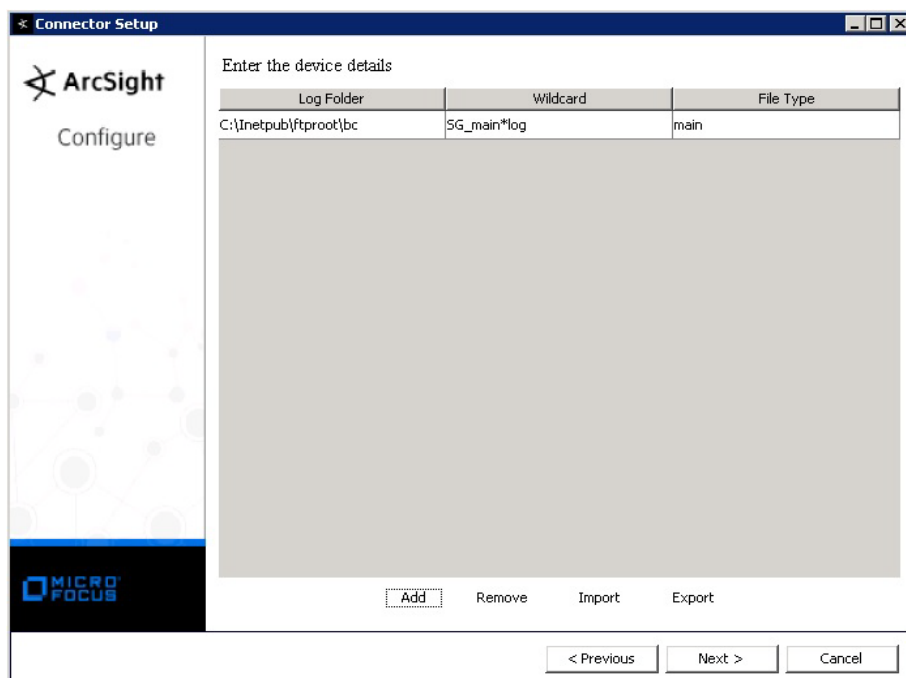 Connector Setup
ArcSight
Configure
Enter the device details
Log Folder Wildcard File Type
C:\Inetpub\ftproot\bc SG_main*log main
MICRO
FOCUS
Add Remove Import Export
< Previous Next > Cancel